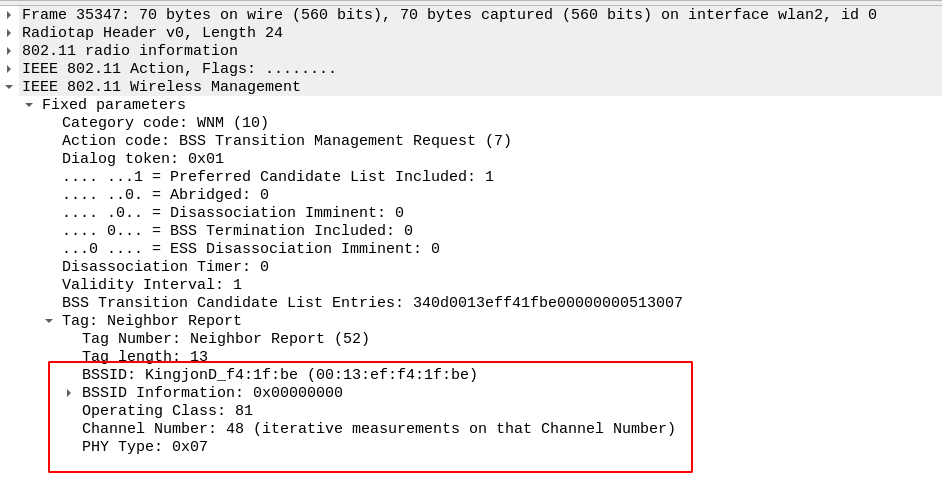 Frame 35347: 70 bytes on wire (560 bits), 70 bytes captured (560 bits) on interface wlan2, id 0
Radiotap Header v0, Length 24
802.11 radio information
IEEE 802.11 Action, Flags: ........
IEEE 802.11 Wireless Management
Fixed parameters
Category code: WNM (10)
Action code: BSS Transition Management Request (7)
Dialog token: 0x01
.... ...1 = Preferred Candidate List Included: 1
.... ..0. = Abridged: 0
.... .0.. = Disassociation Imminent: 0
.... 0... = BSS Termination Included: 0
...0 .... = ESS Disassociation Imminent: 0
Disassociation Timer: 0
Validity Interval: 1
BSS Transition Candidate List Entries: 340d0013eff41fbe00000000513007
Tag: Neighbor Report
Tag Number: Neighbor Report (52)
Tag length: 13
BSSID: KingjonD_f4:1f:be (00:13:ef:f4:1f:be)
BSSID Information: 0x00000000
Operating Class: 81
Channel Number: 48 (iterative measurements on that Channel Number)
PHY Type: 0x07